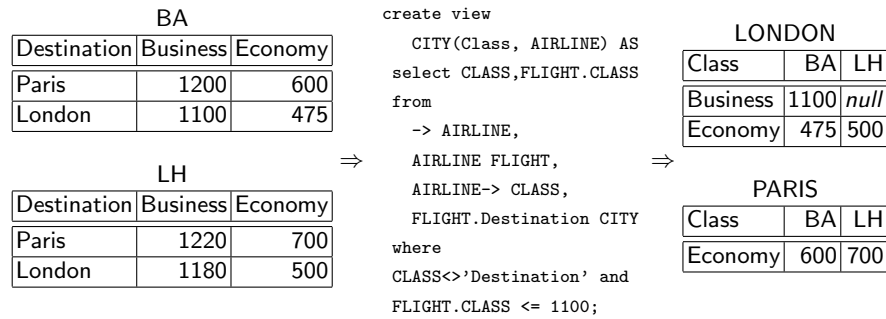 BA
Destination Business Economy
Paris 1200 600
London 1100 475
LH
Destination Business Economy
Paris 1220 700
London 1180 500
⇒
create view
CITY(Class, AIRLINE) AS
select CLASS,FLIGHT.CLASS
from
-> AIRLINE,
AIRLINE FLIGHT,
AIRLINE-> CLASS,
FLIGHT.Destination CITY
where
CLASS<>'Destination' and
FLIGHT.CLASS <= 1100;
⇒
LONDON
Class BA LH
Business 1100 null
Economy 475 500
PARIS
Class BA LH
Economy 600 700